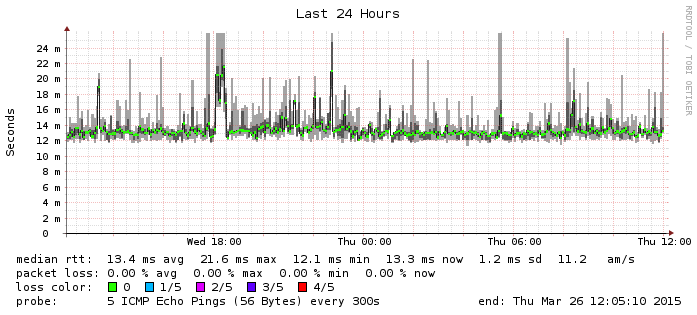 Last 24 Hours
RRDTOOL / TOBI OETIKER
Seconds
24 m
22 m
20 m
18 m
16 m
14 m
12 m
10 m
8 m
6 m
4 m
2 m
0
Wed 18:00 Thu 00:00 Thu 06:00 Thu 12:00
median rtt: 13.4 ms avg 21.6 ms max 12.1 ms min 13.3 ms now 1.2 ms sd 11.2 am/s
packet loss: 0.00 % avg 0.00 % max 0.00 % min 0.00 % now
loss color: 0 1/5 2/5 3/5 4/5
probe: 5 ICMP Echo Pings (56 Bytes) every 300s end: Thu Mar 26 12:05:10 2015